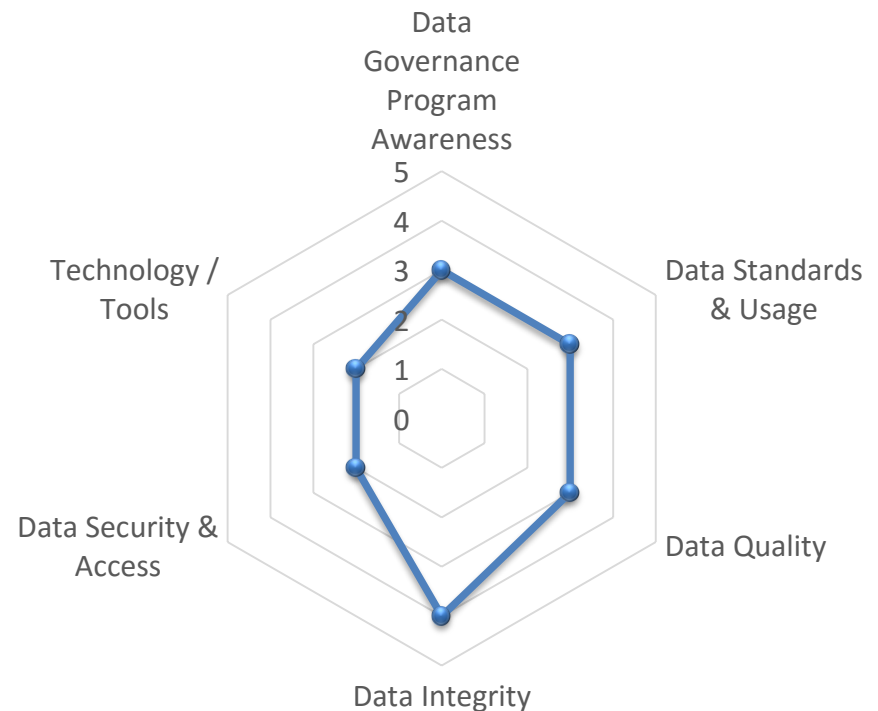 Data
Governance
Program
Awareness
5
4
3
2
1
0
Technology /
Tools
Data Standards
& Usage
Data Security &
Access
Data Quality
Data Integrity